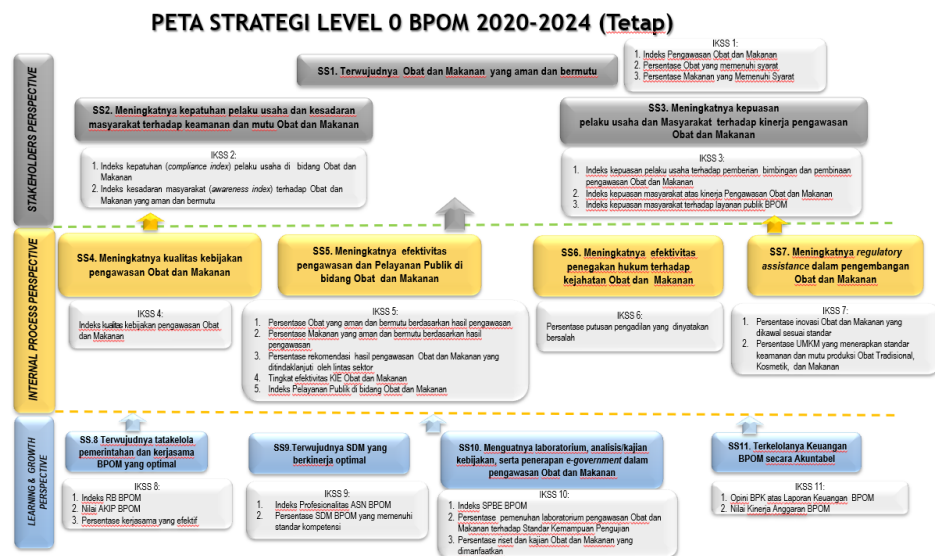 PETA STRATEGI LEVEL 0 BPOM 2020-2024 (Tetap)
STAKEHOLDERS PERSPECTIVE
SS1. Terwujudnya Obat dan Makanan yang aman dan bermutu
IKSS 1:
1. Indeks Pengawasan Obat dan Makanan
2. Persentase Obat yang memenuhi syarat
3. Persentase Makanan yang Memenuhi Syarat
SS2. Meningkatnya kepatuhan pelaku usaha dan kesadaran
masyarakat terhadap keamanan dan mutu Obat dan Makanan
IKSS 2:
1. Indeks kepatuhan (compliance index) pelaku usaha di bidang Obat dan
Makanan
2. Indeks kesadaran masyarakat (awareness index) terhadap Obat dan
Makanan yang aman dan bermutu
SS3. Meningkatnya kepuasan
pelaku usaha dan Masyarakat terhadap kinerja pengawasan
Obat dan Makanan
IKSS 3:
1. Indeks kepuasan pelaku usaha terhadap pemberian bimbingan dan pembinaan
pengawasan Obat dan Makanan
2. Indeks kepuasan masyarakat atas kinerja Pengawasan Obat dan Makanan
3. Indeks kepuasan masyarakat terhadap layanan publik BPOM
INTERNAL PROCESS PERSPECTIVE
SS4. Meningkatnya kualitas kebijakan
pengawasan Obat dan Makanan
IKSS 4:
Indeks kualitas kebijakan pengawasan Obat
dan Makanan
SS5. Meningkatnya efektivitas
pengawasan dan Pelayanan Publik di
bidang Obat dan Makanan
IKSS 5:
1. Persentase Obat yang aman dan bermutu berdasarkan hasil pengawasan
2. Persentase Makanan yang aman dan bermutu berdasarkan hasil
pengawasan
3. Persentase rekomendasi hasil pengawasan Obat dan Makanan yang
ditindaklanjuti oleh lintas sektor
4. Tingkat efektivitas KIE Obat dan Makanan
5. Indeks Pelayanan Publik di bidang Obat dan Makanan
SS6. Meningkatnya efektivitas
penegakan hukum terhadap
kejahatan Obat dan Makanan
IKSS 6:
Persentase putusan pengadilan yang dinyatakan
bersalah
SS7. Meningkatnya regulatory
assistance dalam pengembangan
Obat dan Makanan
IKSS 7:
1. Persentase inovasi Obat dan Makanan yang
dikawal sesuai standar
2. Persentase UMKM yang menerapkan standar
keamanan dan mutu produksi Obat Tradisional,
Kosmetik, dan Makanan
LEARNING & GROWTH
PERSPECTIVE
SS.8 Terwujudnya tatakelola
pemerintahan dan kerjasama
BPOM yang optimal
IKSS 8:
1. Indeks RB BPOM
2. Nilai AKIP BPOM
3. Persentase kerjasama yang efektif
SS9.Terwujudnya SDM yang
berkinerja optimal
IKSS 9:
1. Indeks Profesionalitas ASN BPOM
2. Persentase SDM BPOM yang memenuhi
standar kompetensi
SS10. Menguatnya laboratorium, analisis/kajian
kebijakan, serta penerapan e-government dalam
pengawasan Obat dan Makanan
IKSS 10:
1. Indeks SPBE BPOM
2. Persentase pemenuhan laboratorium pengawasan Obat dan
Makanan terhadap Standar Kemampuan Pengujian
3. Persentase riset dan kajian Obat dan Makanan yang
dimanfaatkan
SS11. Terkelolanya Keuangan
BPOM secara Akuntabel
IKSS 11:
1. Opini BPK atas Laporan Keuangan BPOM
2. Nilai Kinerja Anggaran BPOM